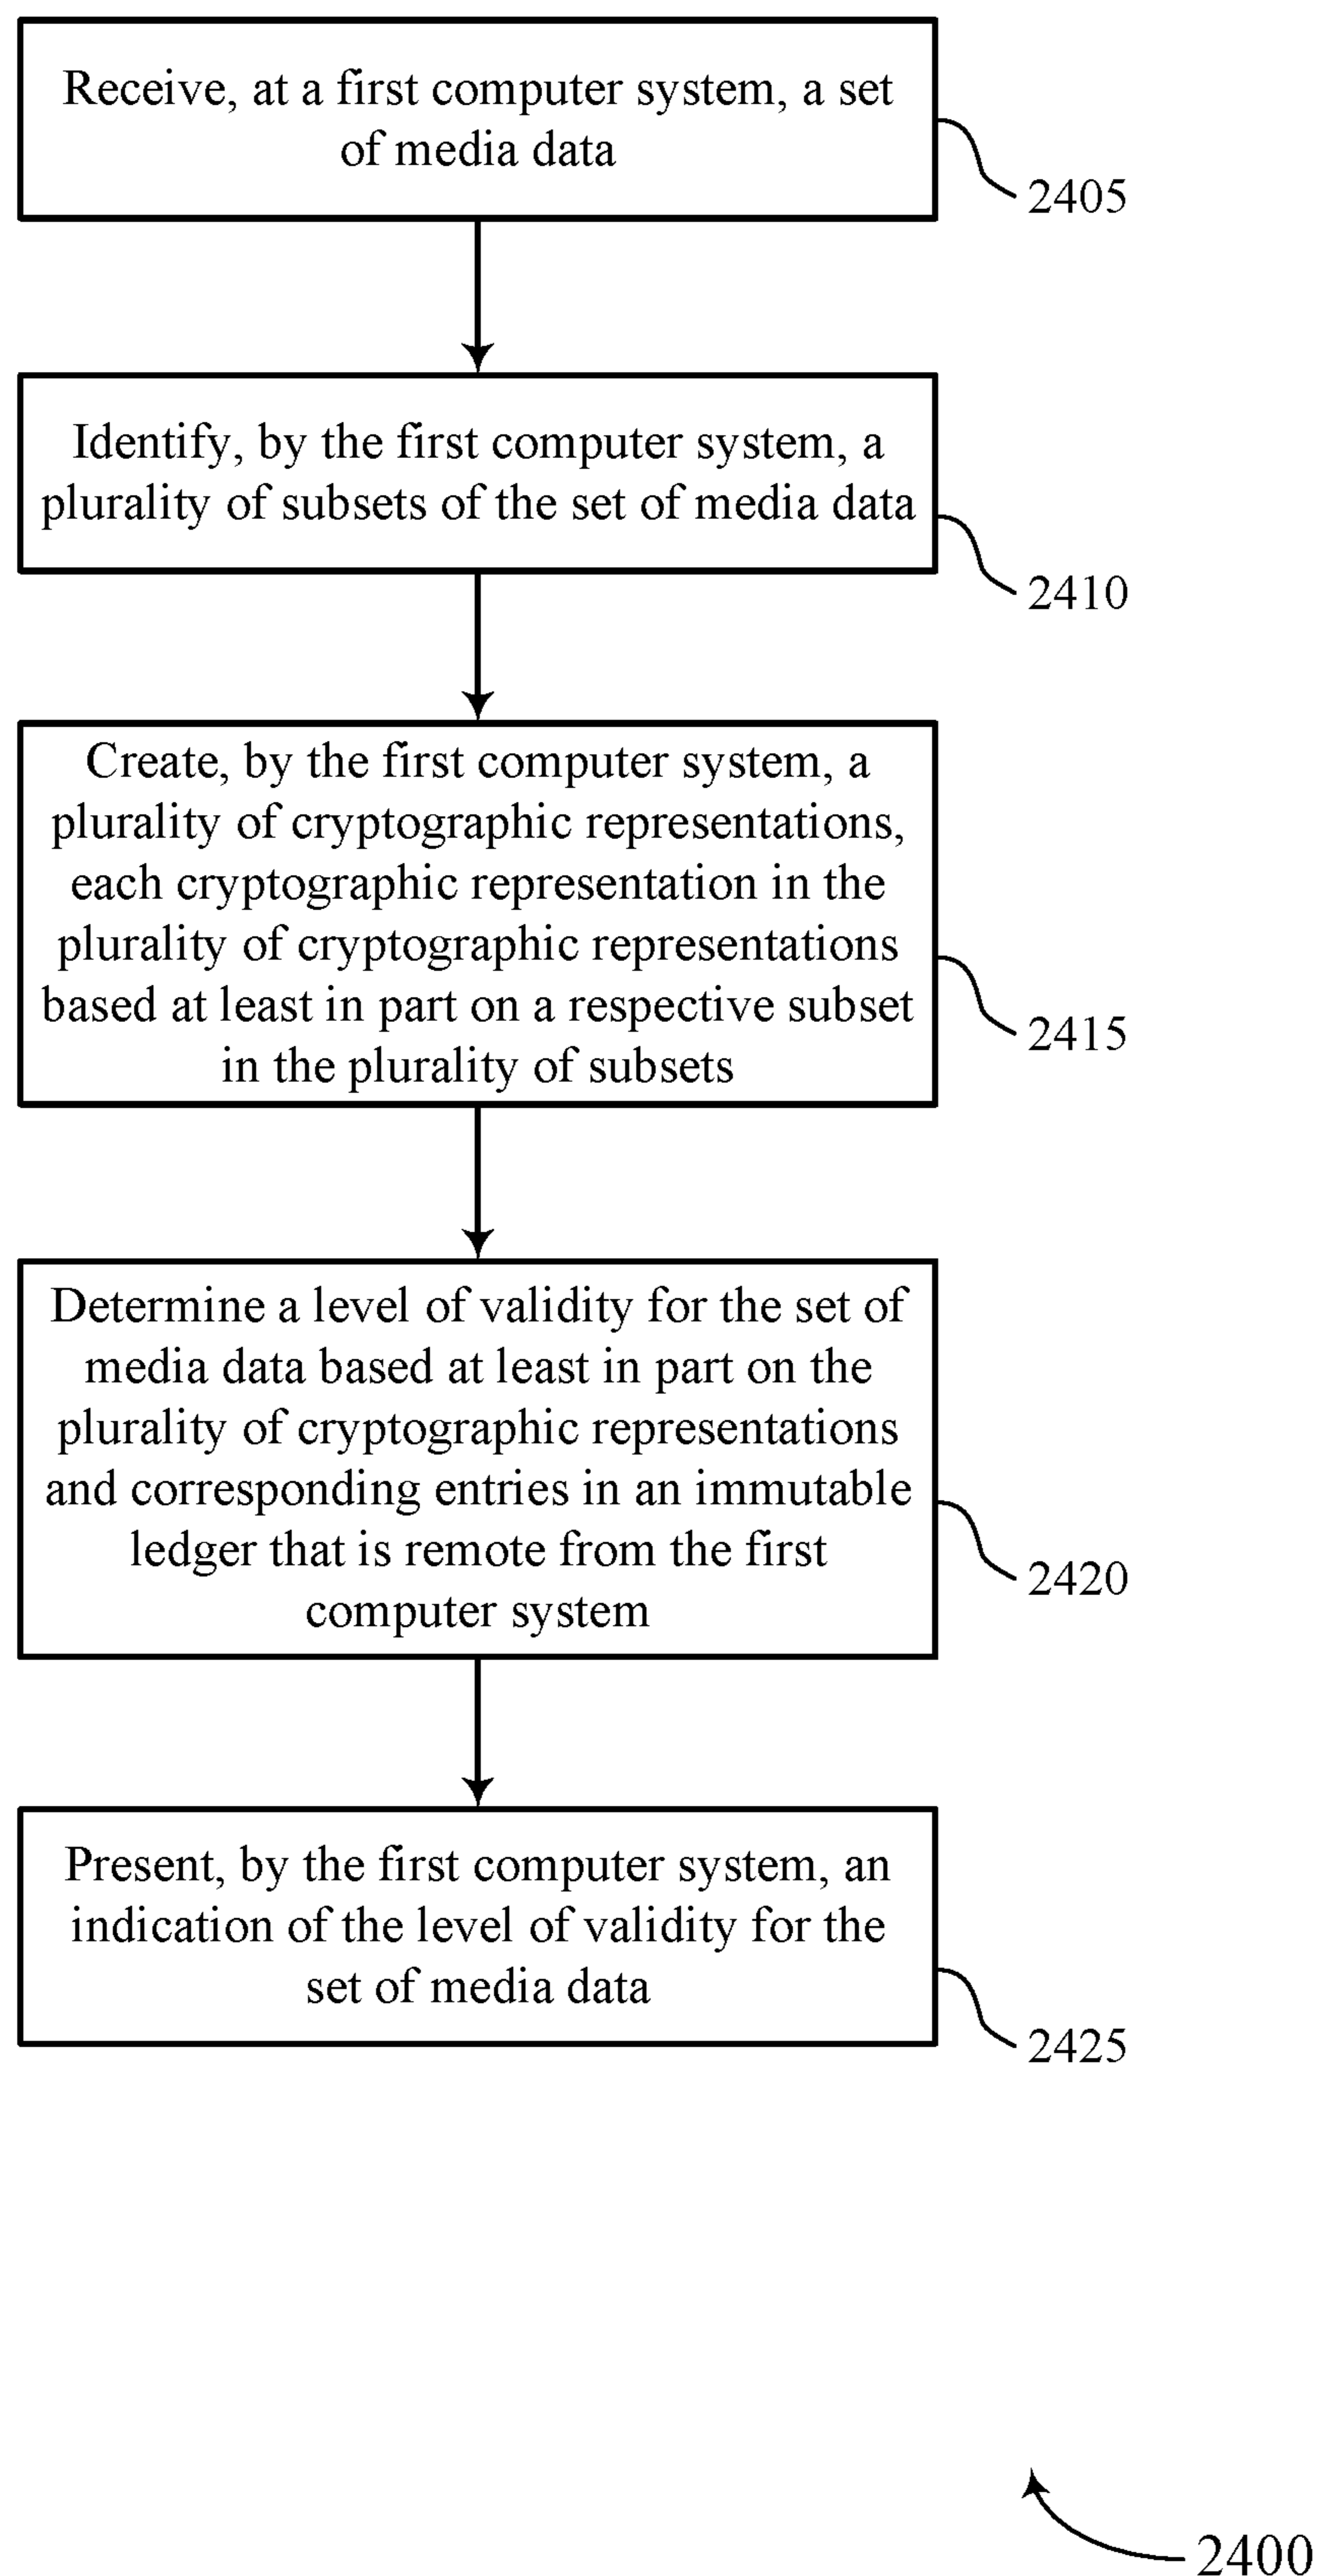 Receive, at a first computer system, a set
of media data
2405
Identify, by the first computer system, a
plurality of subsets of the set of media data
2410
Create, by the first computer system, a
plurality of cryptographic representations,
each cryptographic representation in the
plurality of cryptographic representations
based at least in part on a respective subset
in the plurality of subsets
2415
Determine a level of validity for the set of
media data based at least in part on the
plurality of cryptographic representations
and corresponding entries in an immutable
ledger that is remote from the first
computer system
2420
Present, by the first computer system, an
indication of the level of validity for the
set of media data
2425
2400